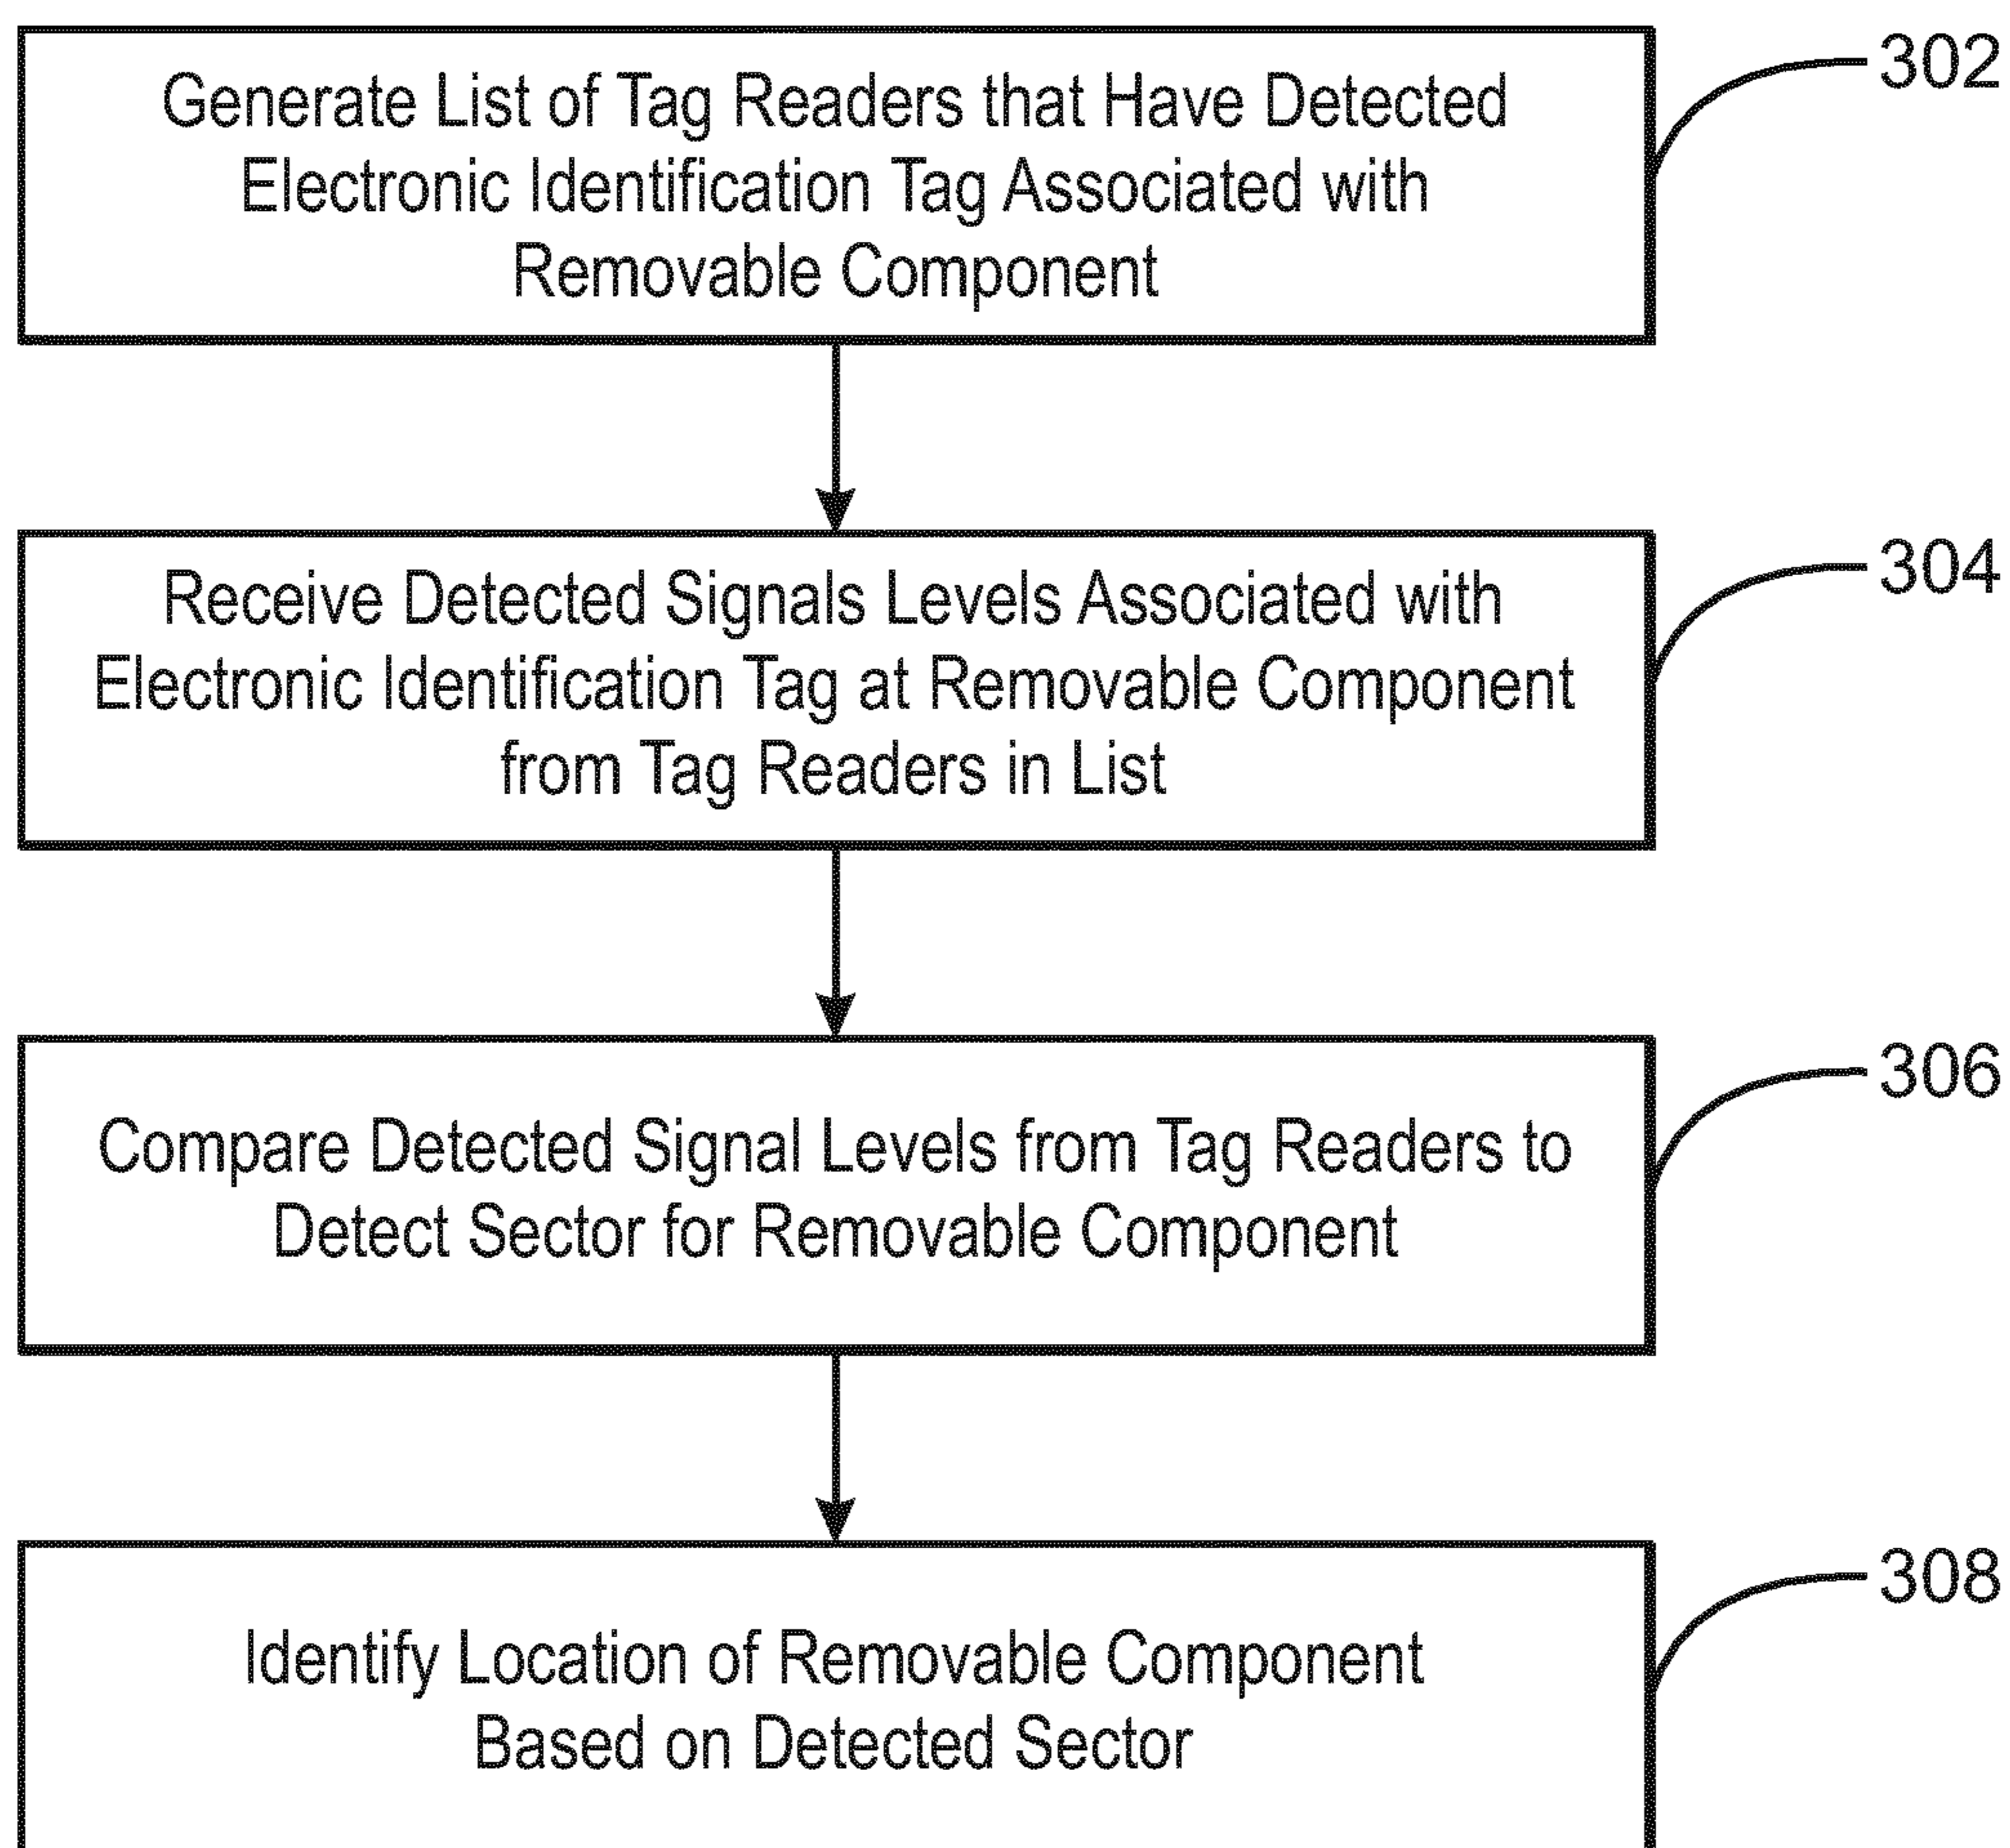 Generate List of Tag Readers that Have Detected
Electronic Identification Tag Associated with
Removable Component
302
Receive Detected Signals Levels Associated with
Electronic Identification Tag at Removable Component
from Tag Readers in List
304
Compare Detected Signal Levels from Tag Readers to
Detect Sector for Removable Component
306
Identify Location of Removable Component
Based on Detected Sector
308